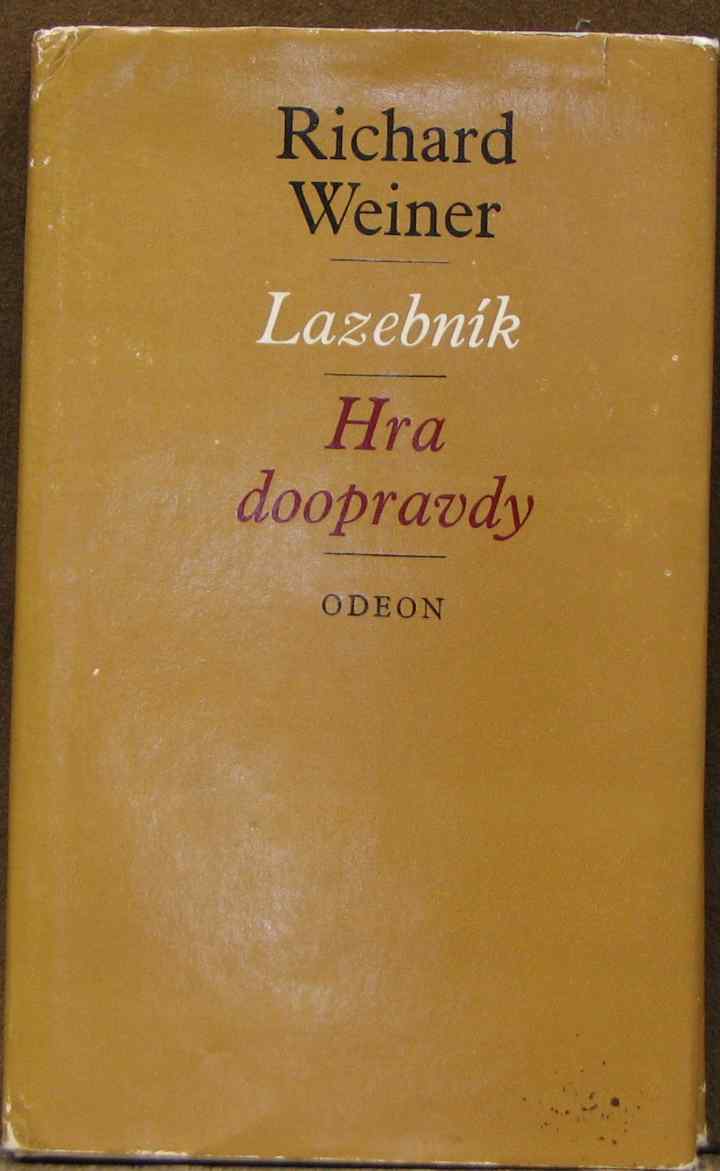 Richard
Weiner
Lazebník
Hra
doopravdy
ODEON